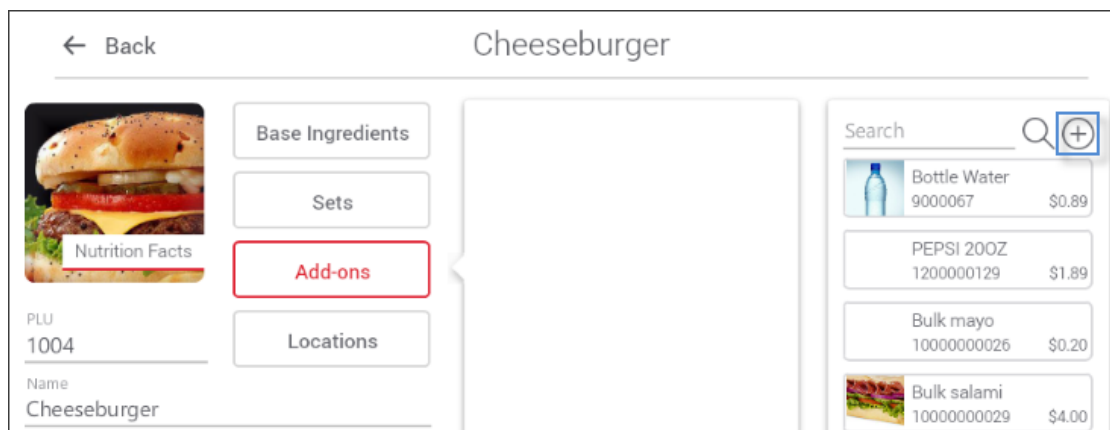 Back
Cheeseburger
Nutrition Facts
PLU
1004
Name
Cheeseburger
Base Ingredients
Sets
Add-ons
Locations
Search
Bottle Water
9000067 $0.89
PEPSI 20OZ
1200000129 $1.89
Bulk mayo
10000000026 $0.20
Bulk salami
10000000029 $4.00